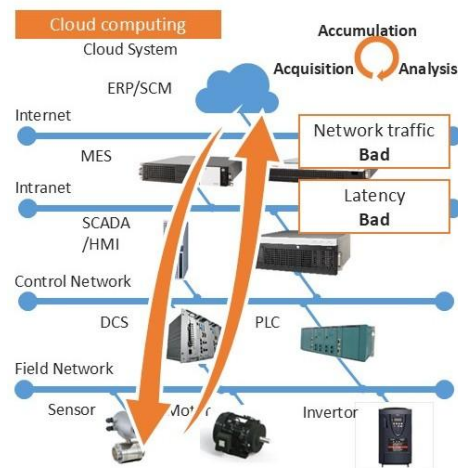 Cloud computing
Cloud System
ERP/SCM
Accumulation
Acquisition
Analysis
Internet
Network traffic
Bad
MES
Intranet
Latency
Bad
SCADA
/HMI
Control Network
DCS
PLC
Field Network
Sensor
Motor
Invertor